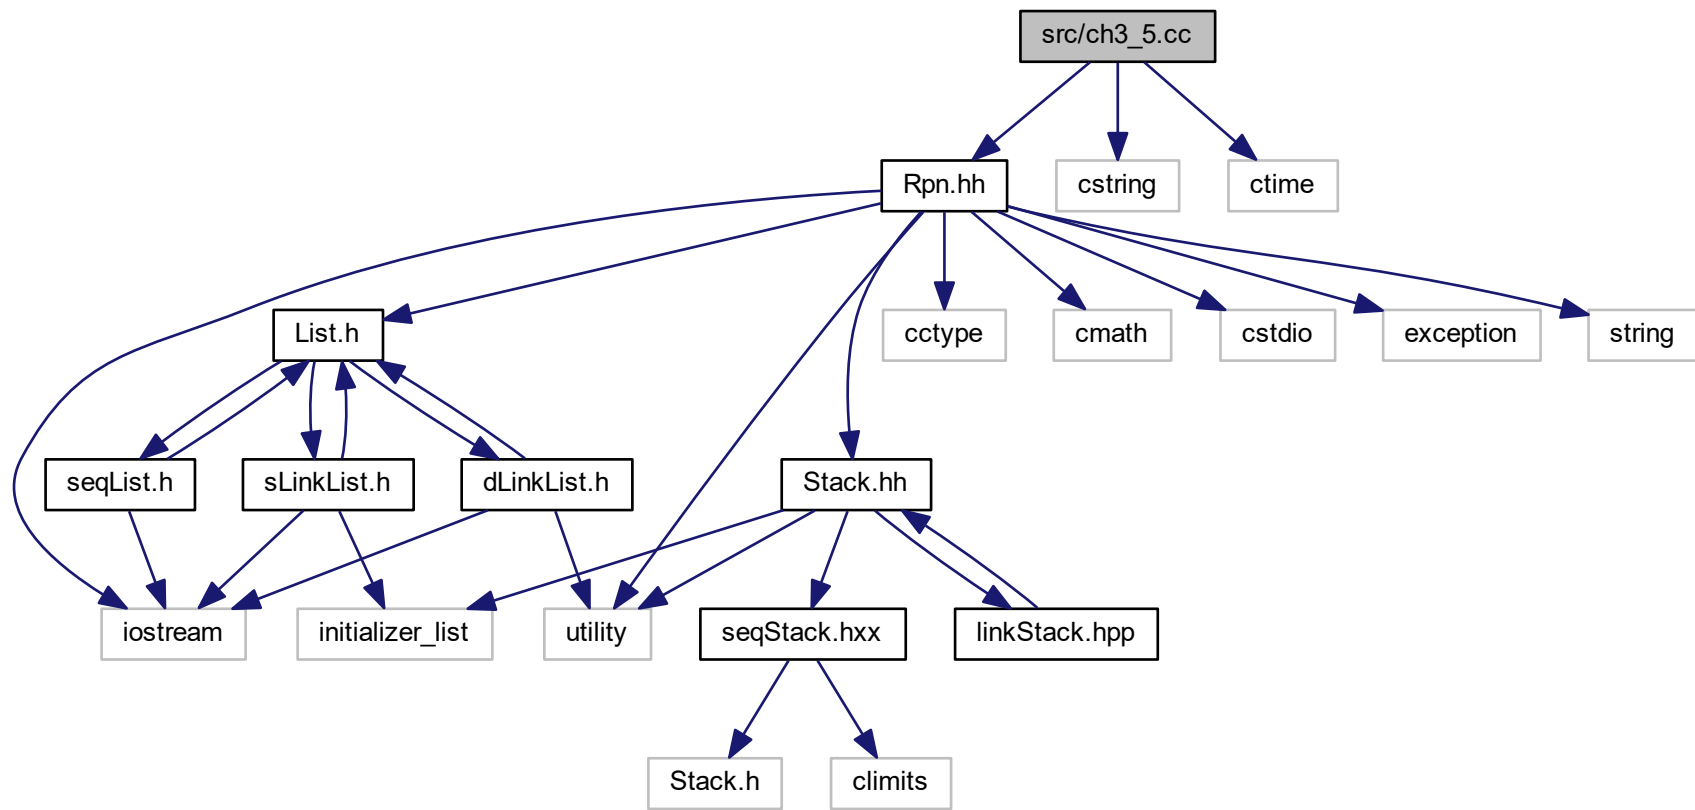 src/ch3_5.cc
Rpn.hh
cstring
ctime
List.h
cctype
cmath
cstdio
exception
string
seqList.h
sLinkList.h
dLinkList.h
Stack.hh
iostream
initializer_list
utility
seqStack.hxx
linkStack.hpp
Stack.h
climits